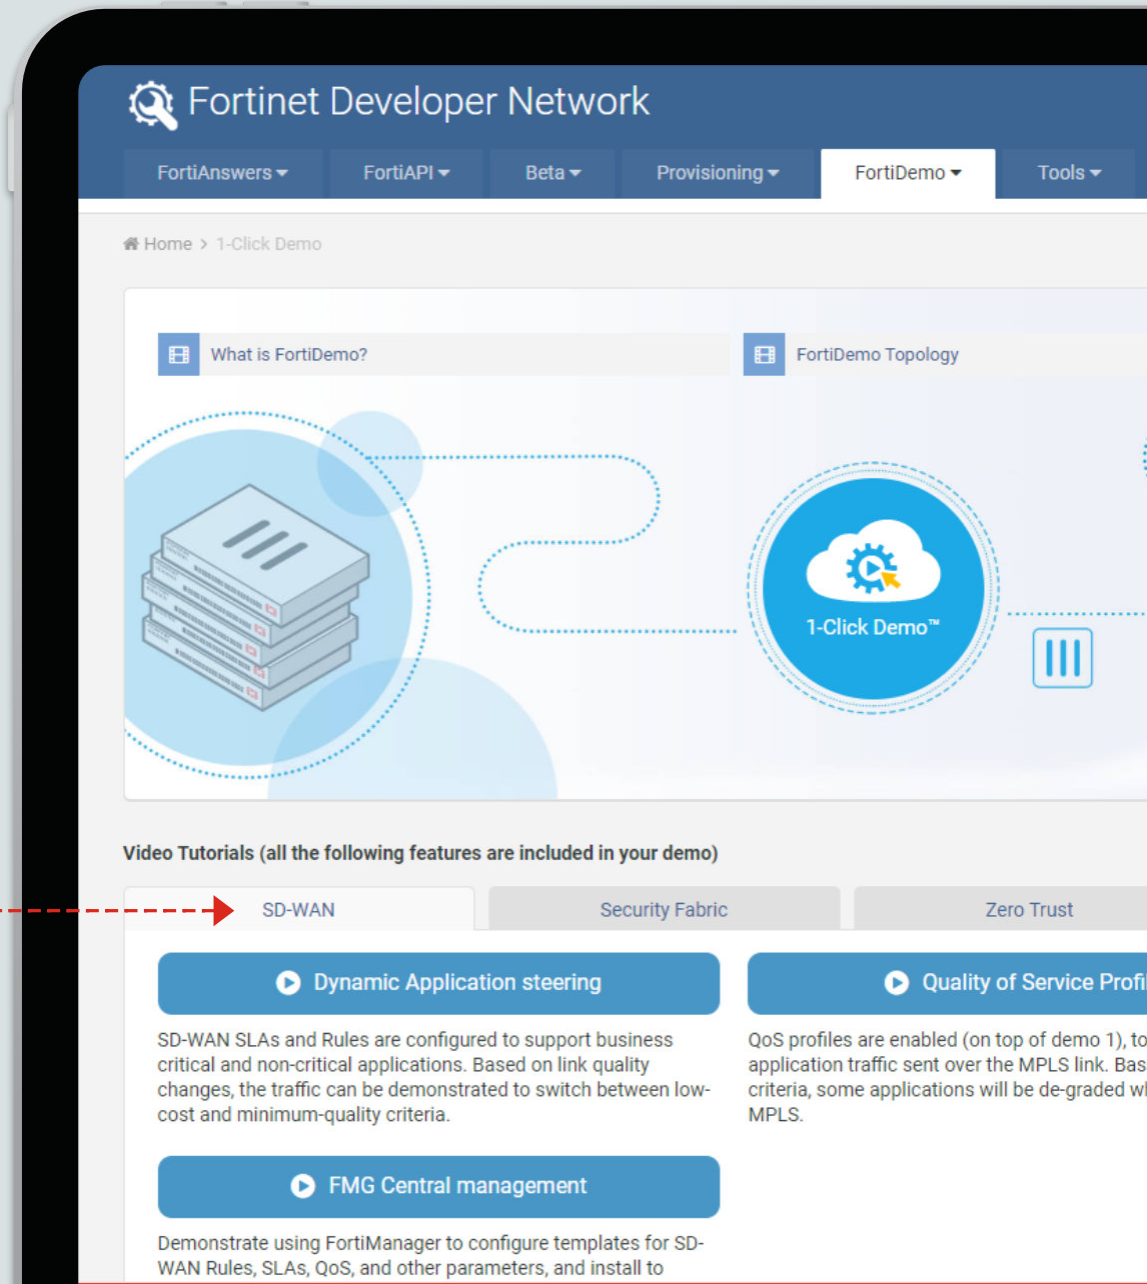 Fortinet Developer Network
FortiAnswers FortiAPI Beta Provisioning FortiDemo Tools
Home > 1-Click Demo
What is FortiDemo? FortiDemo Topology
1-Click Demo™
Video Tutorials (all the following features are included in your demo)
SD-WAN Security Fabric Zero Trust
Dynamic Application steering
SD-WAN SLAs and Rules are configured to support business
critical and non-critical applications. Based on link quality
changes, the traffic can be demonstrated to switch between low-
cost and minimum-quality criteria.
Quality of Service
QoS profiles are enabled (on top of demo 1), to
application traffic sent over the MPLS link.
criteria, some applications will be de-graded
MPLS.
FMG Central management
Demonstrate using FortiManager to configure templates for SD-
WAN Rules, SLAs, QoS, and other parameters, and install to